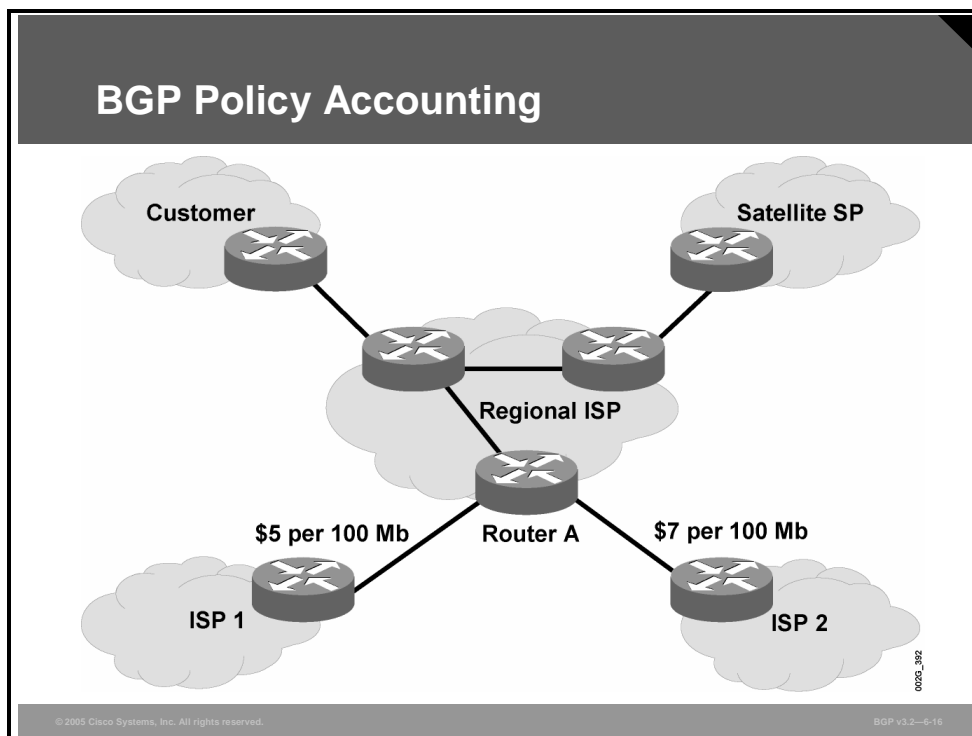 BGP Policy Accounting
Customer
Satellite SP
Regional ISP
$5 per 100 Mb
Router A
$7 per 100 Mb
ISP 1
ISP 2
002G_392
© 2005 Cisco Systems, Inc. All rights reserved.
BGP v3.2—6-16